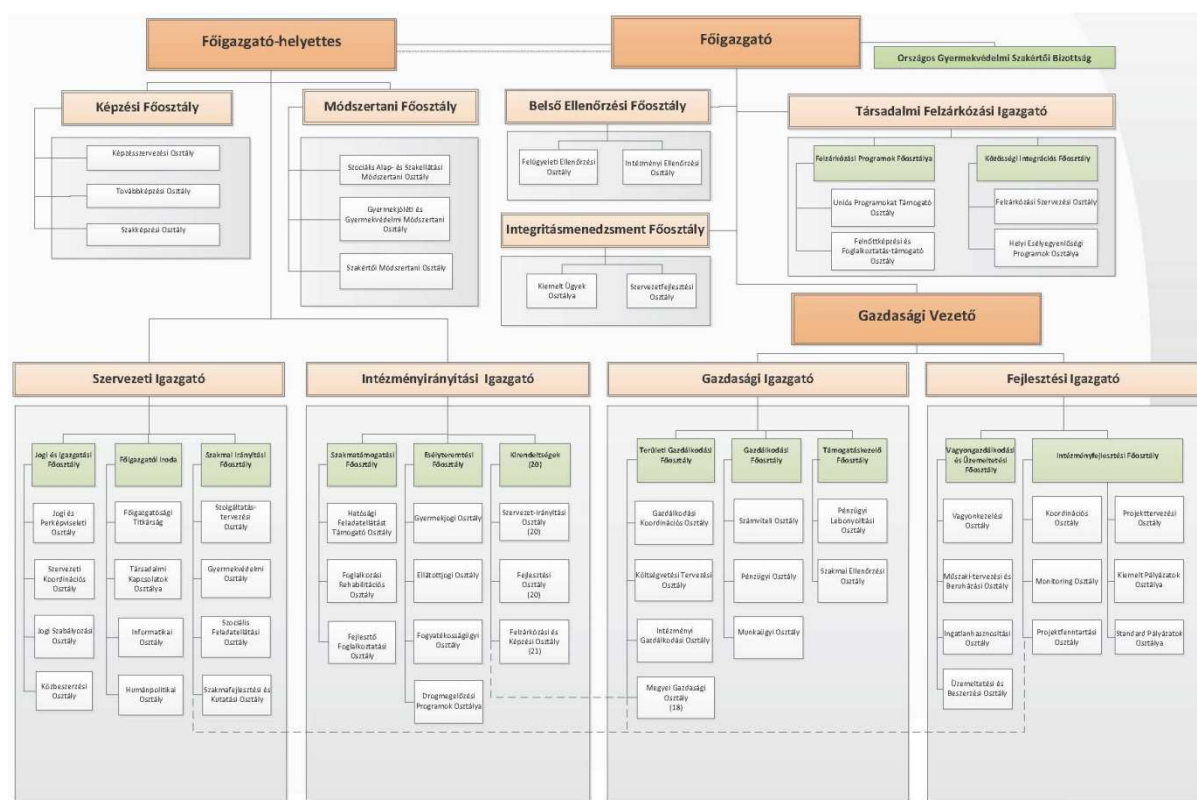 Főigazgató-helyettes
Főigazgató
Országos Gyermekvédelmi Szakértői Bizottság
Képzési Főosztály
Képzésszervezési Osztály
Továbbképzési Osztály
Szakképzési Osztály
Módszertani Főosztály
Szociális Alap- és Szakellátási
Módszertani Osztály
Gyermekjóléti és
Gyermekvédelmi Módszertani
Osztály
Szakértői Módszertani Osztály
Belső Ellenőrzési Főosztály
Felügyeleti Ellenőrzési
Osztály
Intézményi Ellenőrzési
Osztály
Integritásmenedzsment Főosztály
Kiemelt Ügyek
Osztálya
Szervezetfejlesztési
Osztály
Társadalmi Felzárkózási Igazgató
Felzárkózási Programok Főosztálya
Uniós Programokat Támogató
Osztály
Felnőttképzési és
Foglalkoztatás-támogató
Osztály
Közösségi Integrációs Főosztály
Felzárkózási Szervezési Osztály
Helyi Esélyegyenlőségi
Programok Osztálya
Gazdasági Vezető
Szervezeti Igazgató
Jogi és Igazgatási
Főosztály
Jogi és
Perképviseleti
Osztály
Szervezeti
Koordinációs
Osztály
Jogi Szabályozási
Osztály
Közbeszerzési
Osztály
Főigazgatói Iroda
Főigazgatósági
Titkárság
Társadalmi
Kapcsolatok
Osztálya
Informatikai
Osztály
Humánpolitikai
Osztály
Szakmai Irányítási
Főosztály
Szolgáltatás-
tervezési
Osztály
Gyermekvédelmi
Osztály
Szociális
Feladatellátási
Osztály
Szakmafejlesztési és
Kutatási Osztály
Intézményirányítási Igazgató
Szakmatámogatási
Főosztály
Hatósági
Feladatellátást
Támogató Osztály
Foglalkozási
Rehabilitációs
Osztály
Fejlesztő
Foglalkoztatási
Osztály
Esélyteremtési
Főosztály
Gyermekjogi Osztály
Ellátottjogi Osztály
Fogyatékosságügyi
Osztály
Drogmegelőzési
Programok Osztálya
Kirendeltségek
(20)
Szervezet-irányítási
Osztály
(20)
Fejlesztési Osztály
(20)
Felzárkózási és
Képzési Osztály
(21)
Gazdasági Igazgató
Területi Gazdálkodási
Főosztály
Gazdálkodási
Koordinációs Osztály
Költségvetési Tervezési
Osztály
Intézményi
Gazdálkodási Osztály
Megyei Gazdasági
Osztály
(18)
Gazdálkodási
Főosztály
Számviteli Osztály
Pénzügyi Osztály
Munkaügyi Osztály
Támogatáskezelő
Főosztály
Pénzügyi
Lebonyolítási
Osztály
Szakmai Ellenőrzési
Osztály
Fejlesztési Igazgató
Vagyongazdálkodási
és Üzemeltetési
Főosztály
Vagyonkezelési
Osztály
Műszaki-tervezési és
Beruházási Osztály
Ingatlanhasznosítási
Osztály
Üzemeltetési és
Beszerzési Osztály
Intézményfejlesztési Főosztály
Koordinációs
Osztály
Monitoring Osztály
Projektfenntartási
Osztály
Projekttervezési
Osztály
Kiemelt Pályázatok
Osztálya
Standard Pályázatok
Osztálya